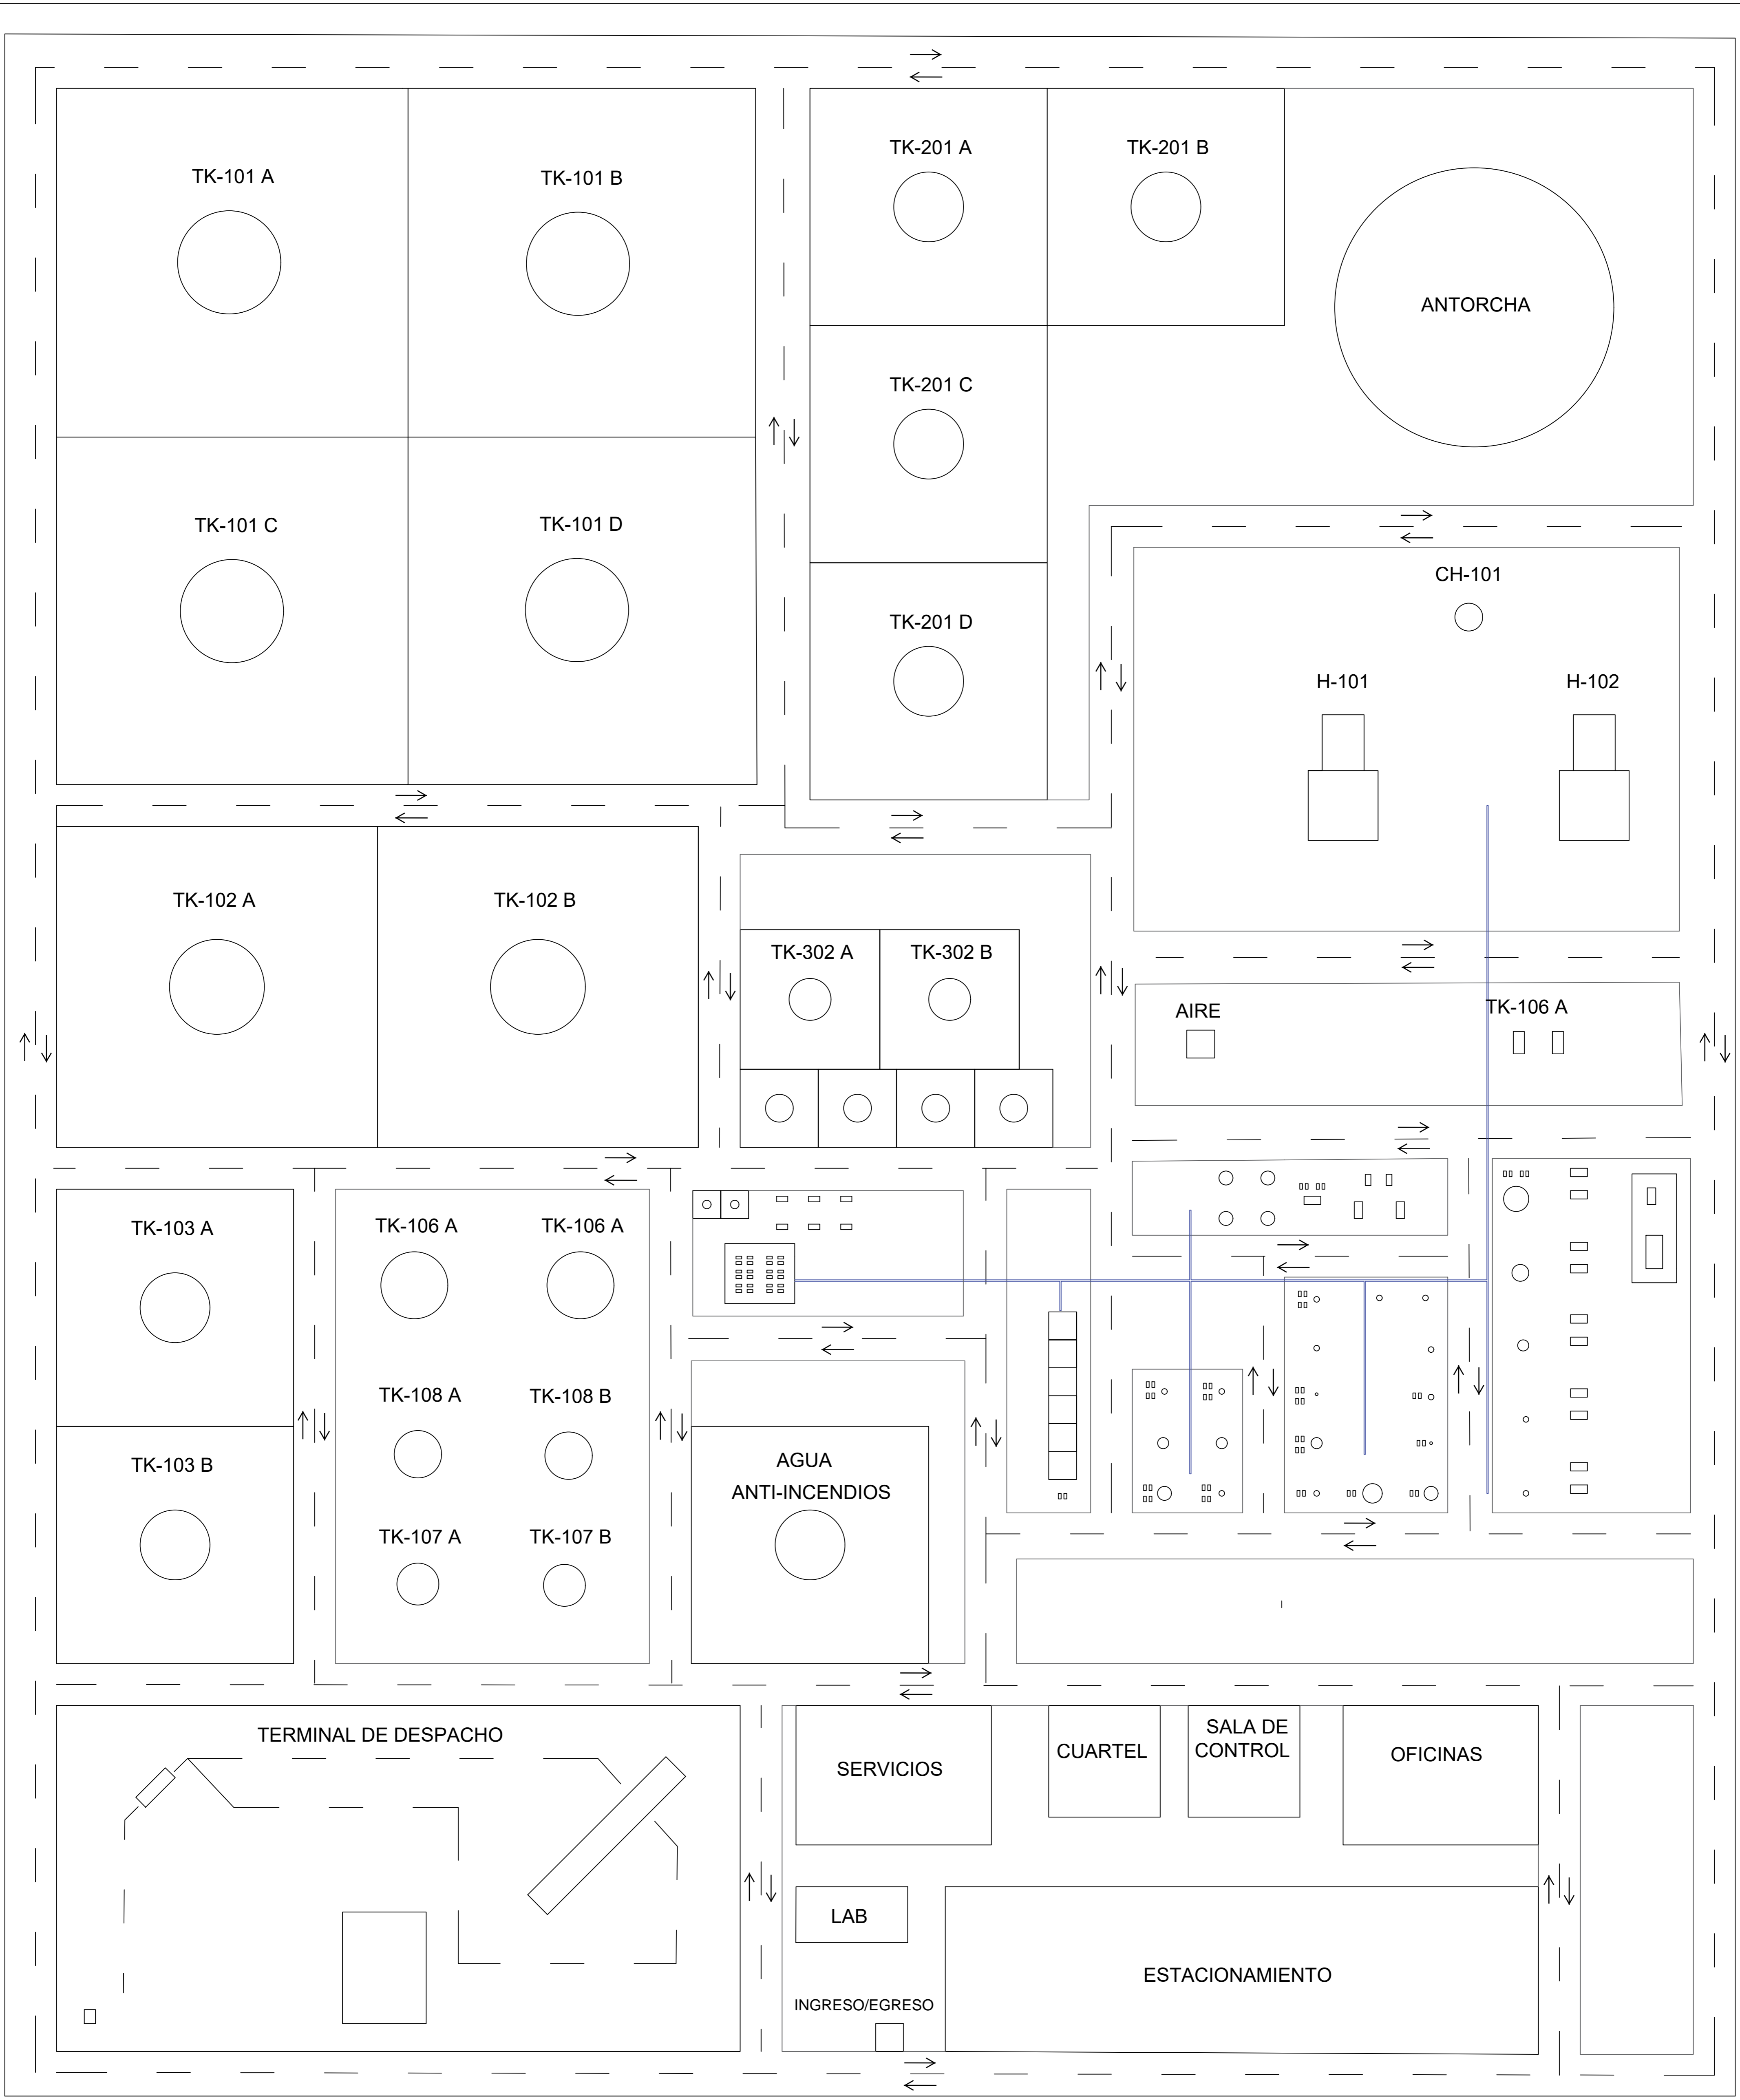 TK-101 A
TK-101 B
TK-201 A
TK-201 B
ANTORCHA
TK-201 C
TK-101 C
TK-101 D
CH-101
TK-201 D
H-101
H-102
TK-102 A
TK-102 B
TK-302 A
TK-302 B
AIRE
TK-106 A
TK-103 A
TK-106 A
TK-106 A
TK-108 A
TK-108 B
TK-103 B
AGUA
ANTI-INCENDIOS
TK-107 A
TK-107 B
TERMINAL DE DESPACHO
SERVICIOS
CUARTEL
SALA DE
CONTROL
OFICINAS
LAB
ESTACIONAMIENTO
INGRESO/EGRESO